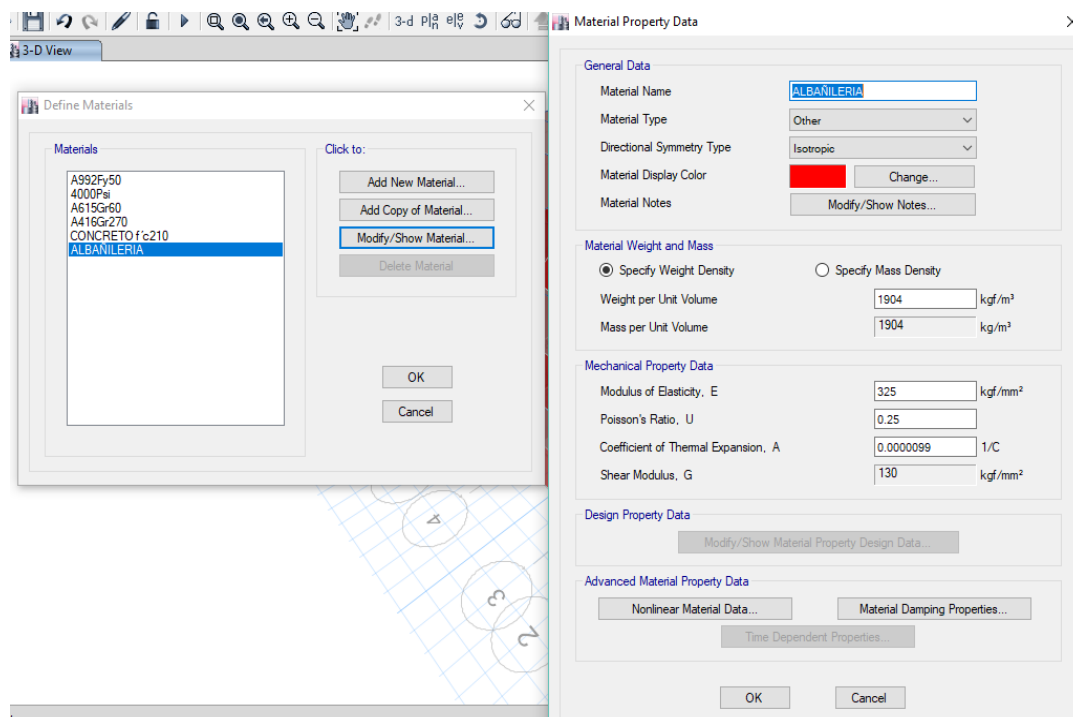 3-d
3-D View
Define Materials
Materials
A992Fy50
4000Psi
A615Gr60
A416Gr270
CONCRETO f´c210
ALBAÑILERIA
Click to:
Add New Material...
Add Copy of Material...
Modify/Show Material...
Delete Material
OK
Cancel
4
3
2
Material Property Data
General Data
Material Name ALBAÑILERIA
Material Type Other
Directional Symmetry Type Isotropic
Material Display Color Change...
Material Notes Modify/Show Notes...
Material Weight and Mass
Specify Weight Density Specify Mass Density
Weight per Unit Volume 1904 kgf/m³
Mass per Unit Volume 1904 kg/m³
Mechanical Property Data
Modulus of Elasticity, E 325 kgf/mm²
Poisson's Ratio, U 0.25
Coefficient of Thermal Expansion, A 0.0000099 1/C
Shear Modulus, G 130 kgf/mm²
Design Property Data
Modify/Show Material Property Design Data...
Advanced Material Property Data
Nonlinear Material Data... Material Damping Properties...
Time Dependent Properties...
OK Cancel